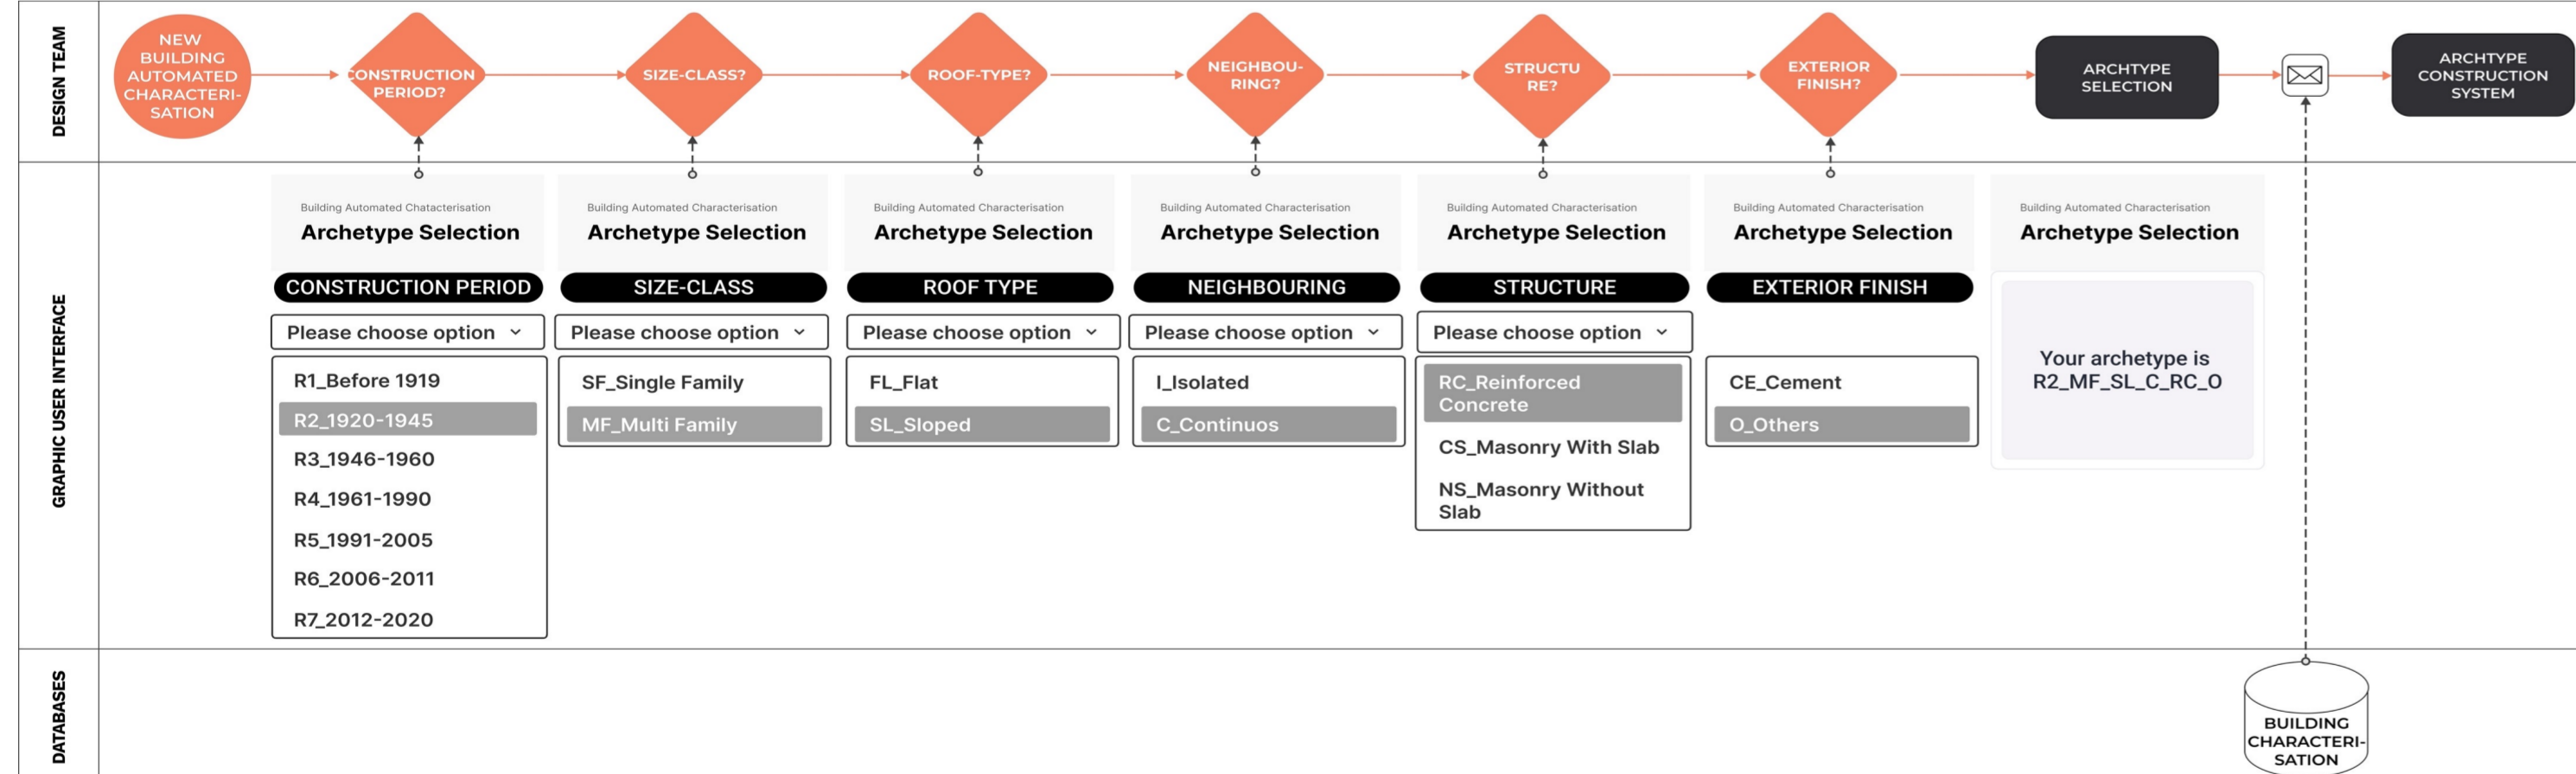 DESIGN TEAM
NEW
BUILDING
AUTOMATED
CHARACTERI-
SATION
CONSTRUCTION
PERIOD?
SIZE-CLASS?
ROOF-TYPE?
NEIGHBOU-
RING?
STRUCTU
RE?
EXTERIOR
FINISH?
ARCHTYPE
SELECTION
ARCHTYPE
CONSTRUCTION
SYSTEM
GRAPHIC USER INTERFACE
Building Automated Chatacterisation
Archetype Selection
CONSTRUCTION PERIOD
Please choose option
R1_Before 1919
R2_1920-1945
R3_1946-1960
R4_1961-1990
R5_1991-2005
R6_2006-2011
R7_2012-2020
Building Automated Characterisation
Archetype Selection
SIZE-CLASS
Please choose option
SF_Single Family
MF_Multi Family
Building Automated Characterisation
Archetype Selection
ROOF TYPE
Please choose option
FL_Flat
SL_Sloped
Building Automated Characterisation
Archetype Selection
NEIGHBOURING
Please choose option
I_Isolated
C_Continuos
Building Automated Characterisation
Archetype Selection
STRUCTURE
Please choose option
RC_Reinforced
Concrete
CS_Masonry With Slab
NS_Masonry Without
Slab
Building Automated Characterisation
Archetype Selection
EXTERIOR FINISH
CE_Cement
O_Others
Building Automated Characterisation
Archetype Selection
Your archetype is
R2_MF_SL_C_RC_O
DATABASES
BUILDING
CHARACTERI-
SATION